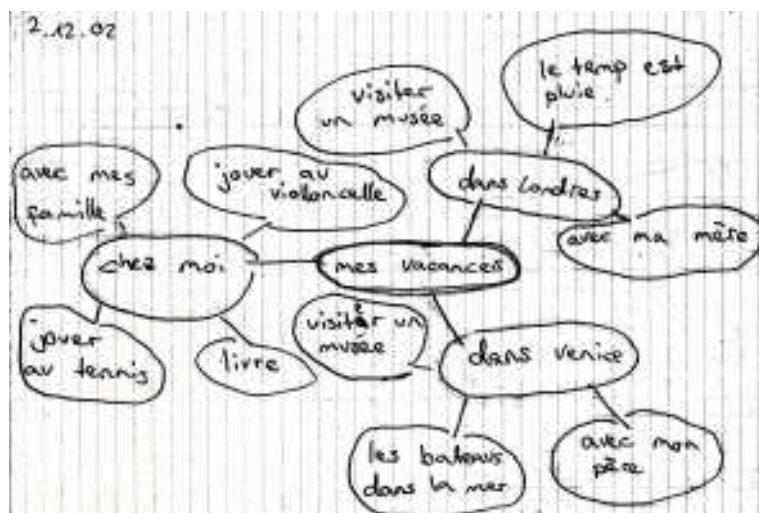 2.12.02
le temp est
pluie
visiter
un musée
avec mes
famille
jouer au
violoncelle
dans Londres
avec ma mère
chez moi
mes vacances
jouer
au tennis
livre
visiter un
musée
dans venice
les bateaus
dans la mer
avec mon
père